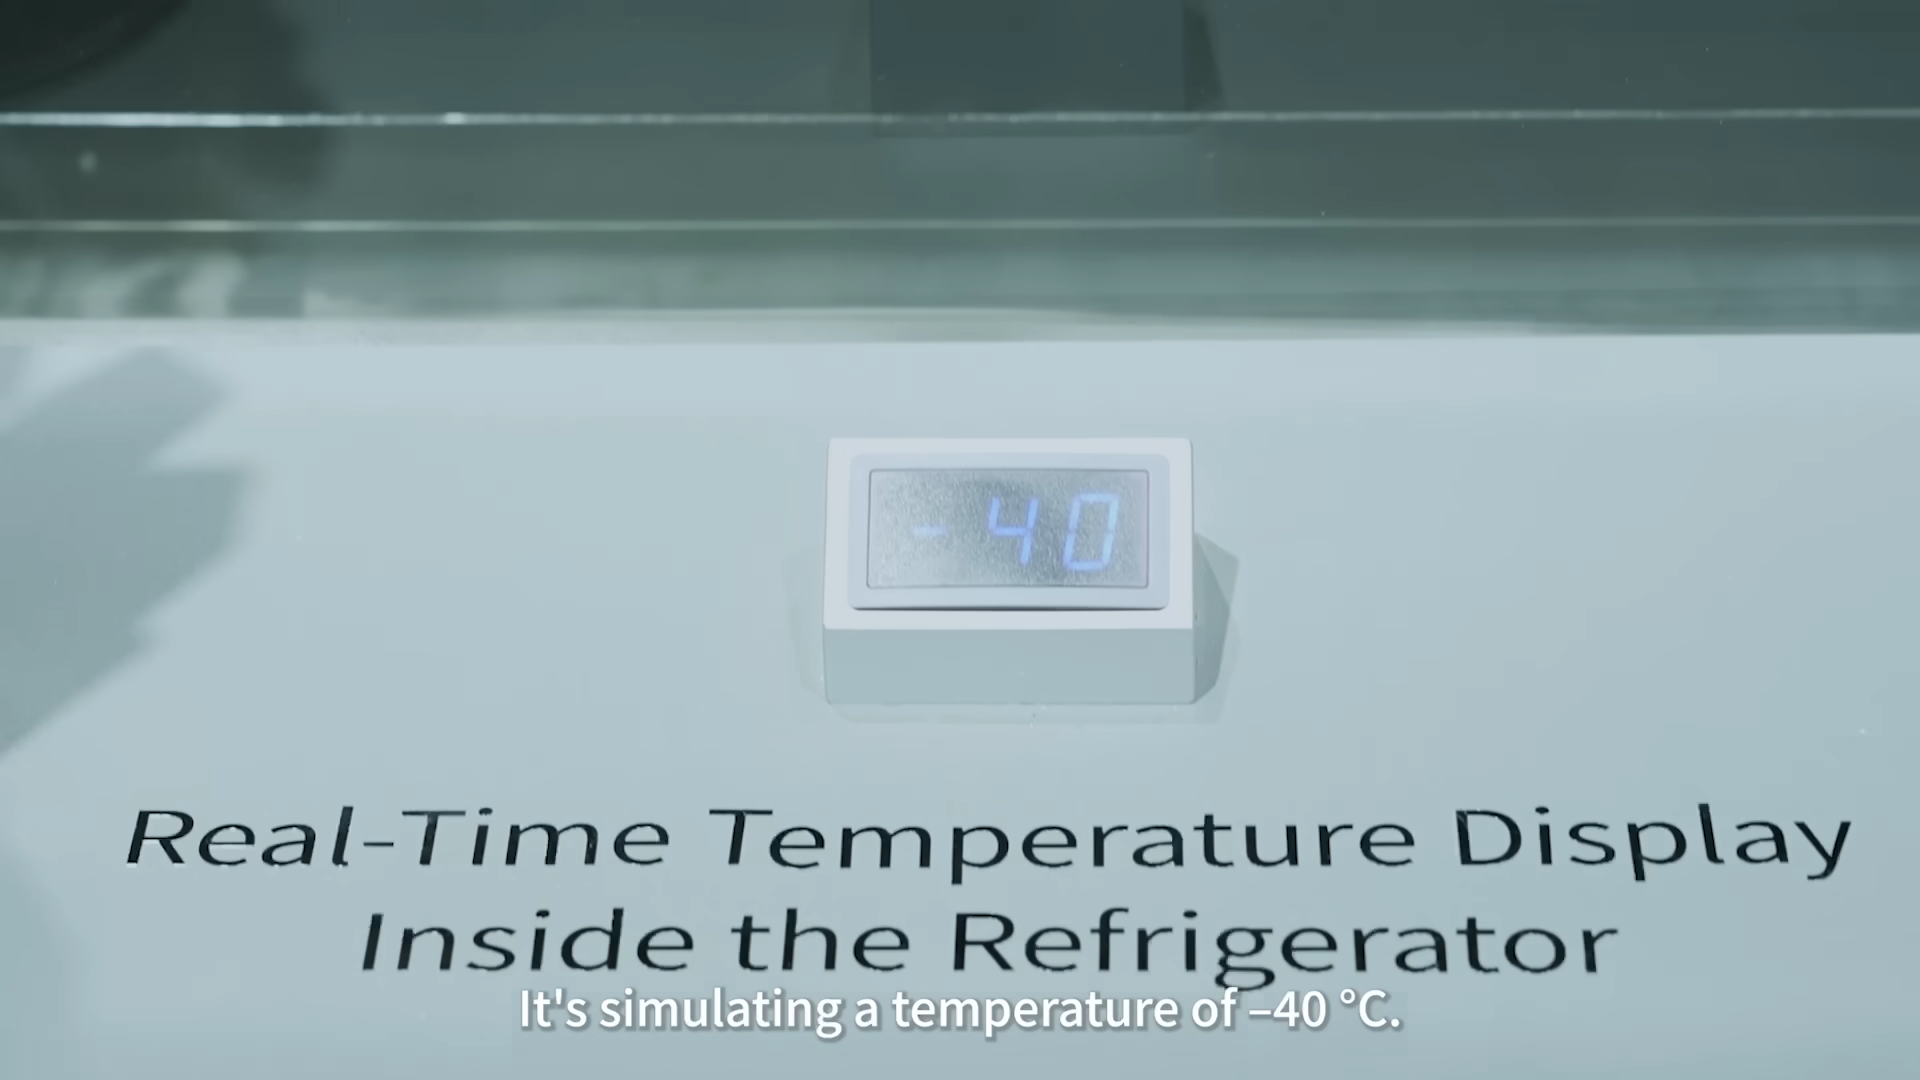 -40
Real-Time Temperature Display
Inside the Refrigerator
It's simulating a temperature of –40 °C.